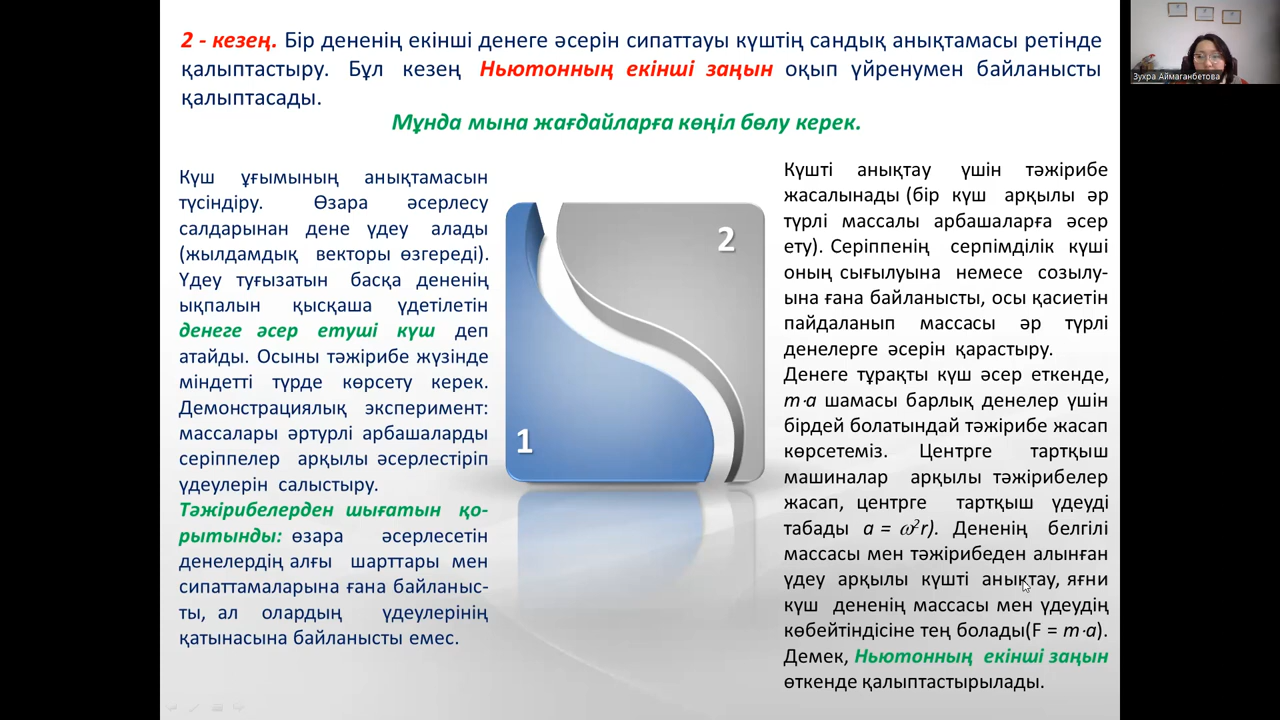 2 - кезең. Бір дененің екінші денеге әсерін сипаттауы күштің сандық анықтамасы ретінде
қалыптастыру. Бұл кезең Ньютонның екінші заңын оқып үйренумен байланысты
қалыптасады.
Мұнда мына жағдайларға көңіл бөлу керек.
Күш ұғымының анықтамасын
түсіндіру. Өзара әсерлесу
салдарынан дене үдеу алады
(жылдамдық векторы өзгереді).
Үдеу туғызатын басқа дененің
ықпалын қысқаша үдетілетін
денеге әсер етуші күш деп
атайды. Осыны тәжірибе жүзінде
міндетті түрде көрсету керек.
Демонстрациялық эксперимент:
массалары әртурлі арбашаларды
серіппелер арқылы әсерлестіріп
үдеулерін салыстыру.
Тәжірибелерден шығатын қо-
рытынды: өзара әсерлесетін
денелердің алғы шарттары мен
сипаттамаларына ғана байланыс-
ты, ал олардың үдеулерінің
қатынасына байланысты емес.
1
2
Күшті анықтау үшін тәжірибе
жасалынады (бір күш арқылы әр
түрлі массалы арбашаларға әсер
ету). Серіппенің серпімділік күші
оның сығылуына немесе созылу-
ына ғана байланысты, осы қасиетін
пайдаланып массасы әр түрлі
денелерге әсерін қарастыру.
Денеге тұрақты күш әсер еткенде,
m·a шамасы барлық денелер үшін
бірдей болатындай тәжірибе жасап
көрсетеміз. Центрге тартқыш
машиналар арқылы тәжірибелер
жасап, центрге тартқыш үдеуді
табады a = ω²r). Дененің белгілі
массасы мен тәжірибеден алынған
үдеу арқылы күшті анықтау, яғни
күш дененің массасы мен үдеудің
көбейтіндісіне тең болады(F = m·a).
Демек, Ньютонның екінші заңын
өткенде қалыптастырылады.
Зухра Аймаганбетова